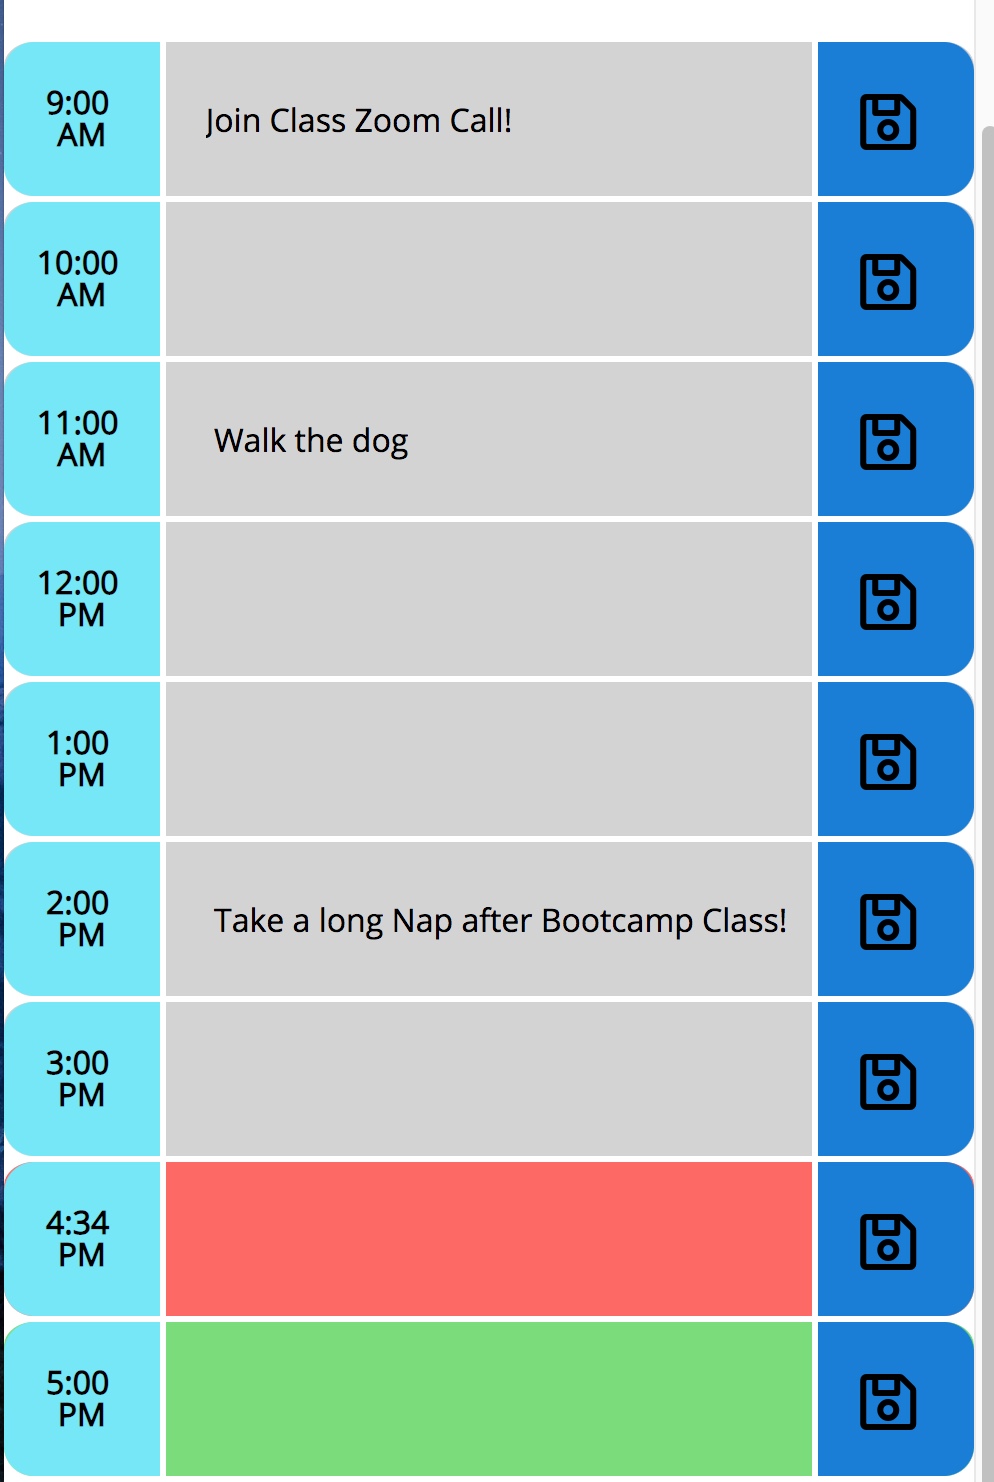 9:00
AM
Join Class Zoom Call!
10:00
AM
11:00
AM
Walk the dog
12:00
PM
1:00
PM
2:00
PM
Take a long Nap after Bootcamp Class!
3:00
PM
4:34
PM
5:00
PM